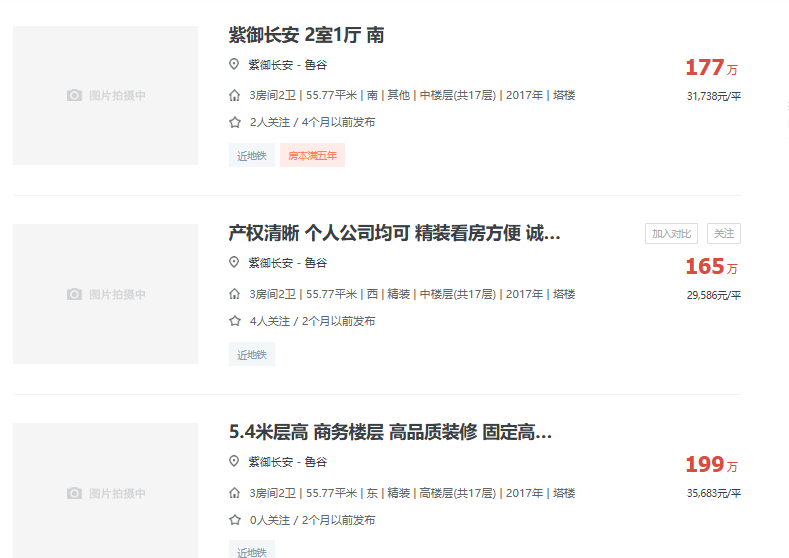 图片拍摄中
紫御长安 2室1厅 南
紫御长安 - 鲁谷
177万
3房间2卫 | 55.77平米 | 南 | 其他 | 中楼层(共17层) | 2017年 | 塔楼
31,738元/平
2人关注 / 4个月以前发布
近地铁 房本满五年
图片拍摄中
产权清晰 个人公司均可 精装看房方便 诚...
加入对比 关注
紫御长安 - 鲁谷
165万
3房间2卫 | 55.77平米 | 西 | 精装 | 中楼层(共17层) | 2017年 | 塔楼
29,586元/平
4人关注 / 2个月以前发布
近地铁
图片拍摄中
5.4米层高 商务楼层 高品质装修 固定高...
紫御长安 - 鲁谷
199万
3房间2卫 | 55.77平米 | 东 | 精装 | 高楼层(共17层) | 2017年 | 塔楼
35,683元/平
0人关注 / 2个月以前发布
近地铁